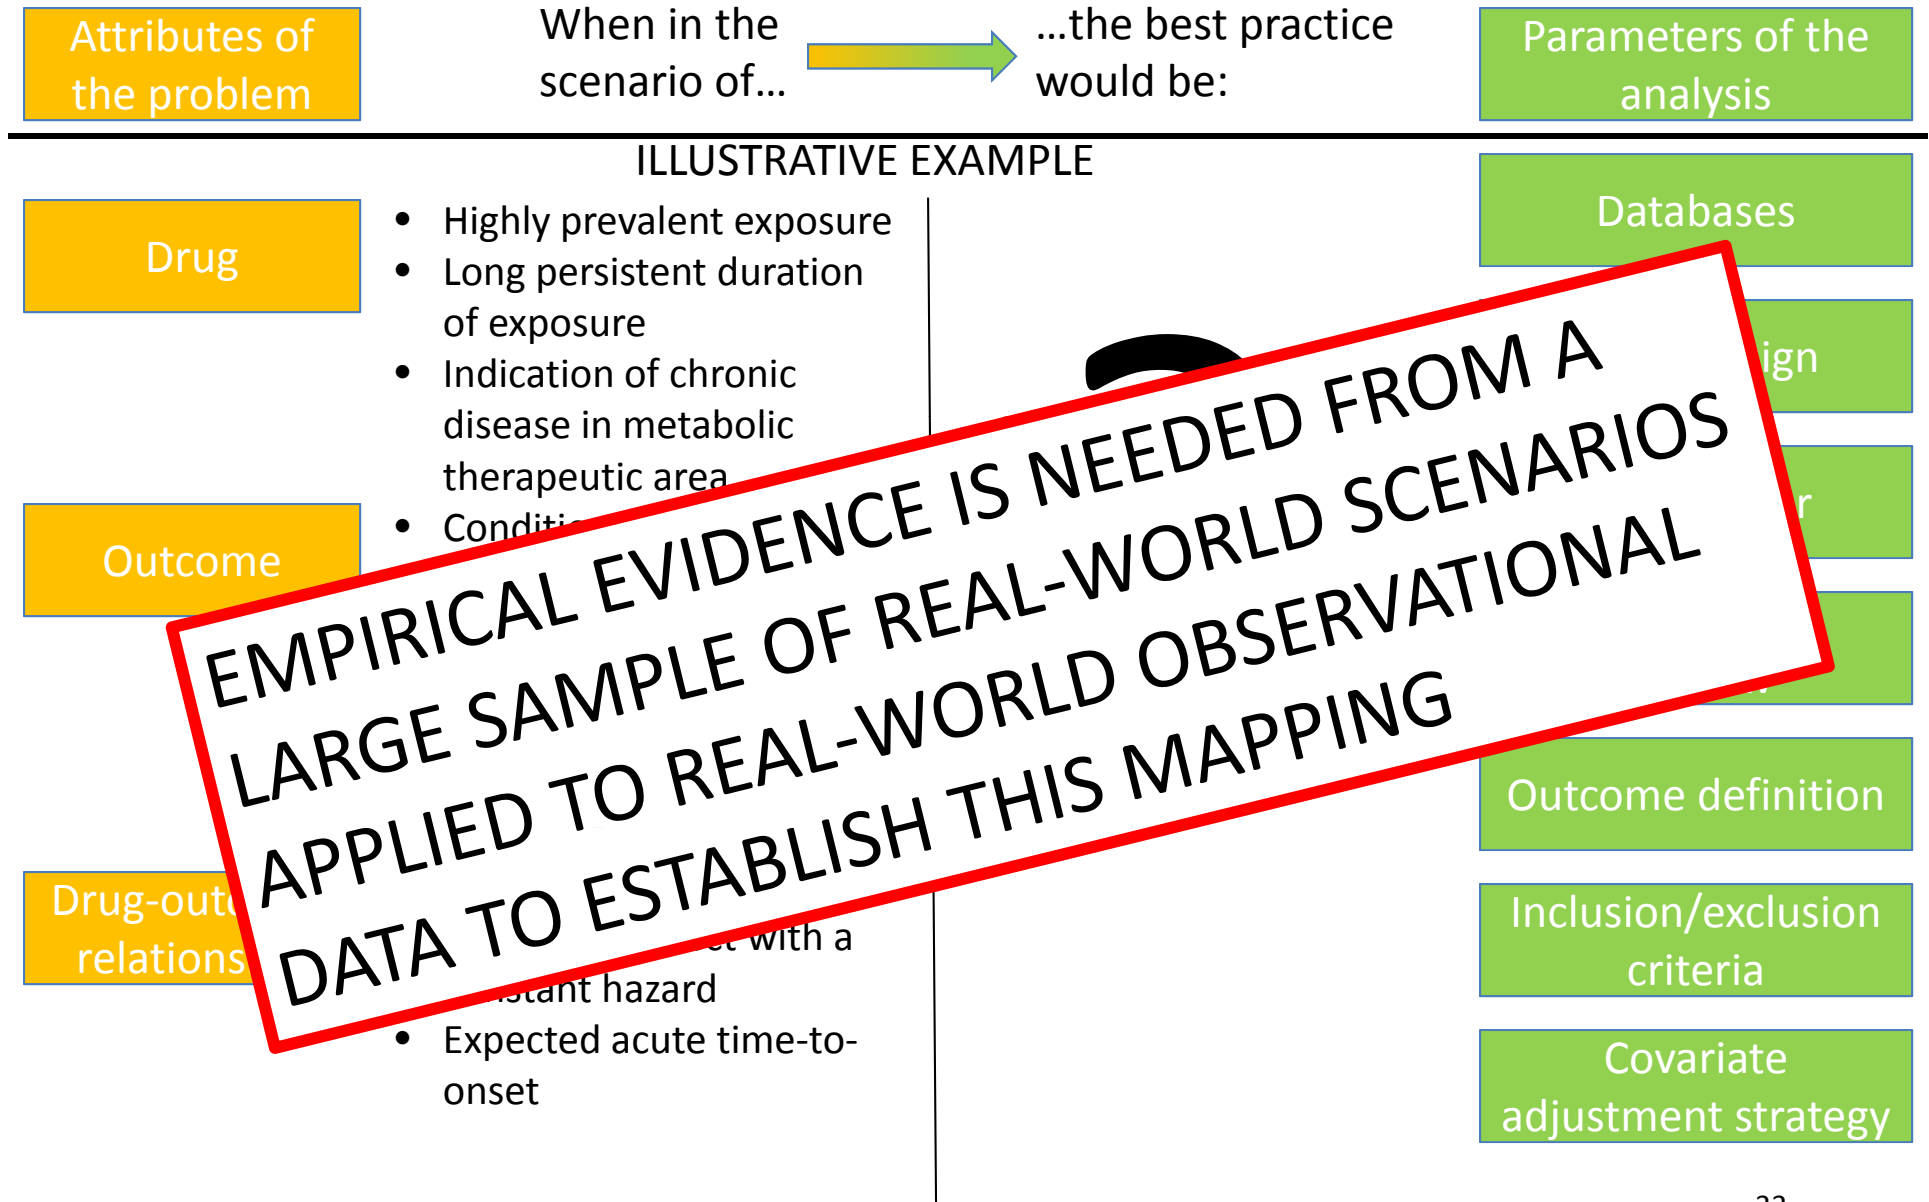 Attributes of
the problem
When in the
scenario of...
...the best practice
would be:
Parameters of the
analysis
ILLUSTRATIVE EXAMPLE
Drug
• Highly prevalent exposure
• Long persistent duration
of exposure
• Indication of chronic
disease in metabolic
therapeutic area
Outcome
•
Drug-
with a
hazard
• Expected acute time-to-
onset
EMPIRICAL EVIDENCE IS NEEDED FROM A
LARGE SAMPLE OF REAL-WORLD SCENARIOS
APPLIED TO REAL-WORLD OBSERVATIONAL
DATA TO ESTABLISH THIS MAPPING
Databases
Outcome definition
Inclusion/exclusion
criteria
Covariate
adjustment strategy